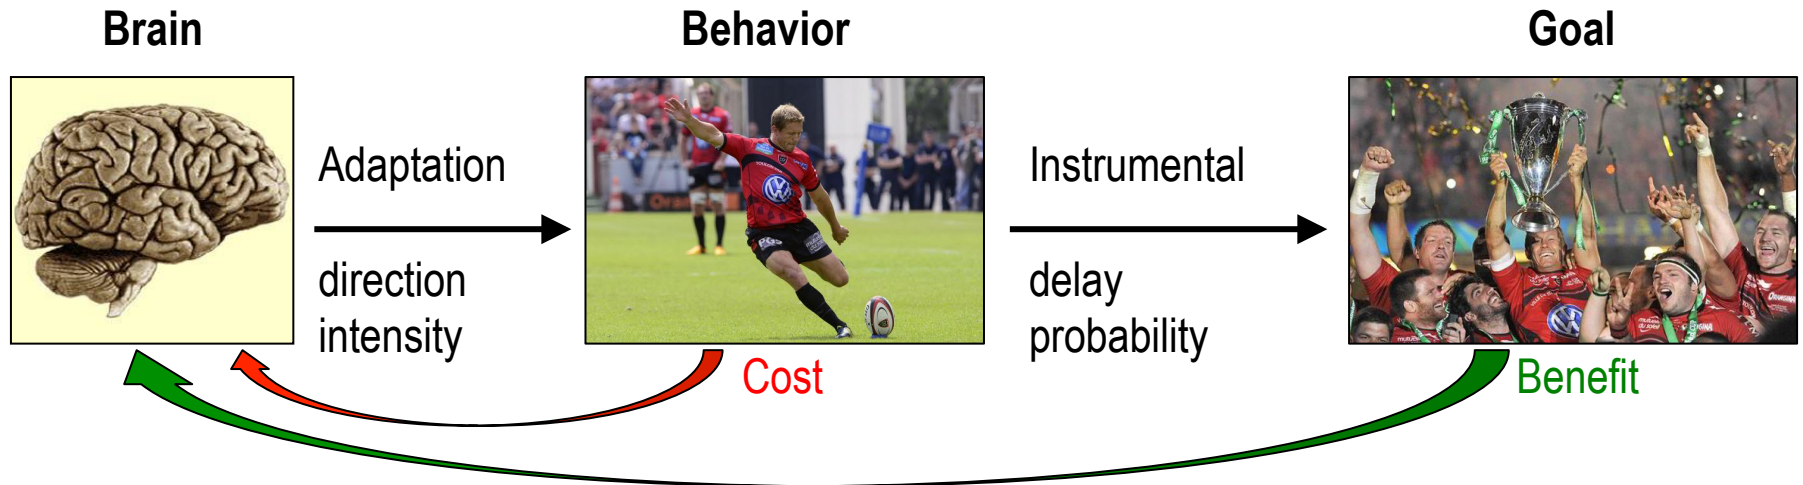 Brain
Behavior
Goal
Adaptation
direction
intensity
Instrumental
delay
probability
Cost
Benefit